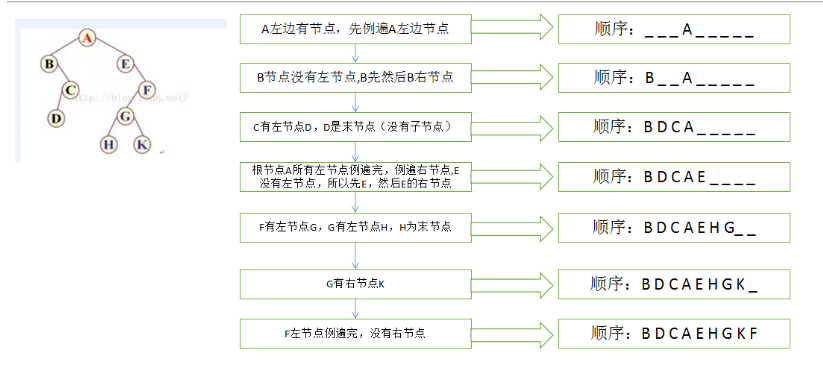 A
B
E
C
F
http://blog.csdn.net/
D
G
H
K
A左边有节点，先例遍A左边节点
顺序：_ _ _ A _ _ _ _ _
B节点没有左节点,B先然后B右节点
顺序：B _ _ A _ _ _ _ _
C有左节点D，D是末节点（没有子节点）
顺序：B D C A _ _ _ _ _
根节点A所有左节点例遍完，例遍右节点,E
没有左节点，所以先E，然后E的右节点
顺序：B D C A E _ _ _ _
F有左节点G，G有左节点H，H为末节点
顺序：B D C A E H G _ _
G有右节点K
顺序：B D C A E H G K _
F左节点例遍完，没有右节点
顺序：B D C A E H G K F